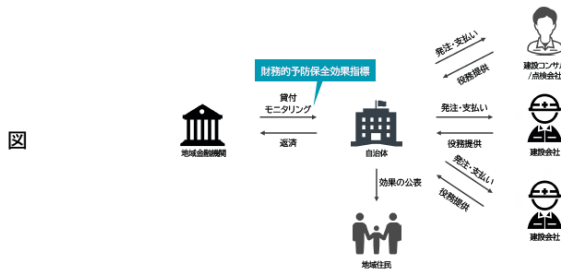 図
財務的予防保全効果指標
貸付
モニタリング
返済
地域金融機関
自治体
効果の公表
地域住民
発注・支払い
役務提供
建設コンサル
/点検会社
発注・支払い
役務提供
建設会社
発注・支払い
役務提供
建設会社